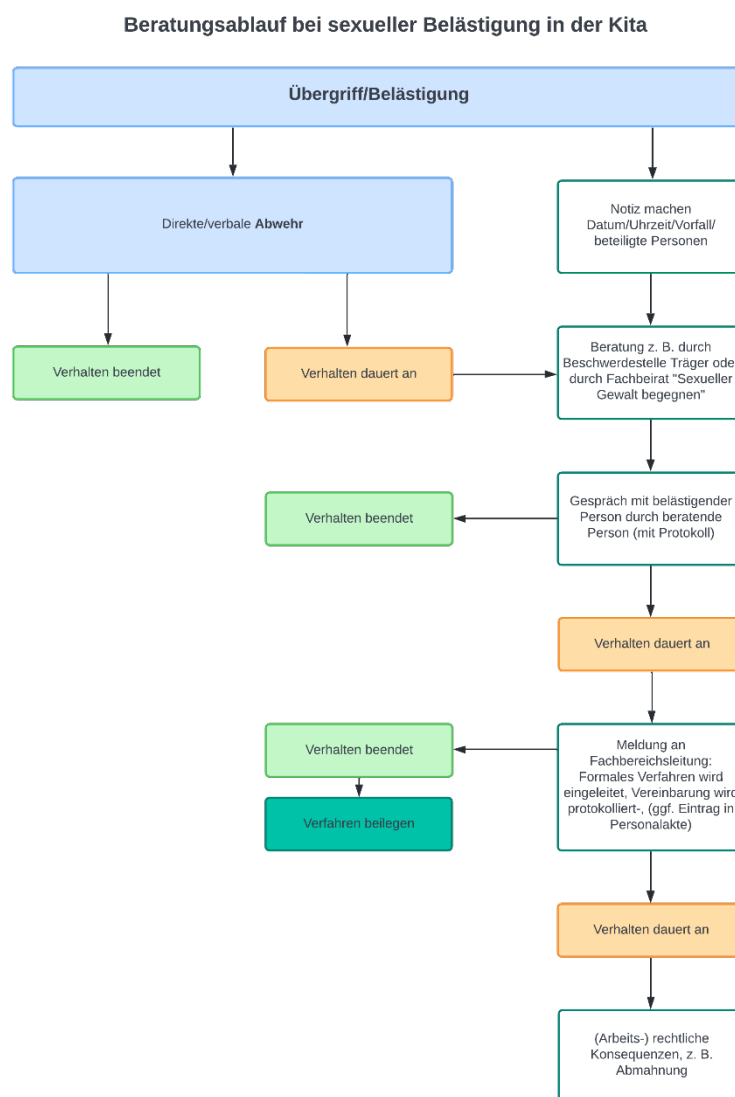 Beratungsablauf bei sexueller Belästigung in der Kita
Übergriff/Belästigung
Direkte/verbale Abwehr
Notiz machen
Datum/Uhrzeit/Vorfall/
beteiligte Personen
Verhalten beendet
Verhalten dauert an
Beratung z. B. durch
Beschwerdestelle Träger ode
durch Fachbeirat "Sexueller
Gewalt begegnen"
Verhalten beendet
Gespräch mit belästigender
Person durch beratende
Person (mit Protokoll)
Verhalten dauert an
Verhalten beendet
Meldung an
Fachbereichsleitung:
Formales Verfahren wird
eingeleitet, Vereinbarung wird
protokolliert-, (ggf. Eintrag in
Personalakte)
Verfahren beilegen
Verhalten dauert an
(Arbeits-) rechtliche
Konsequenzen, z. B.
Abmahnung